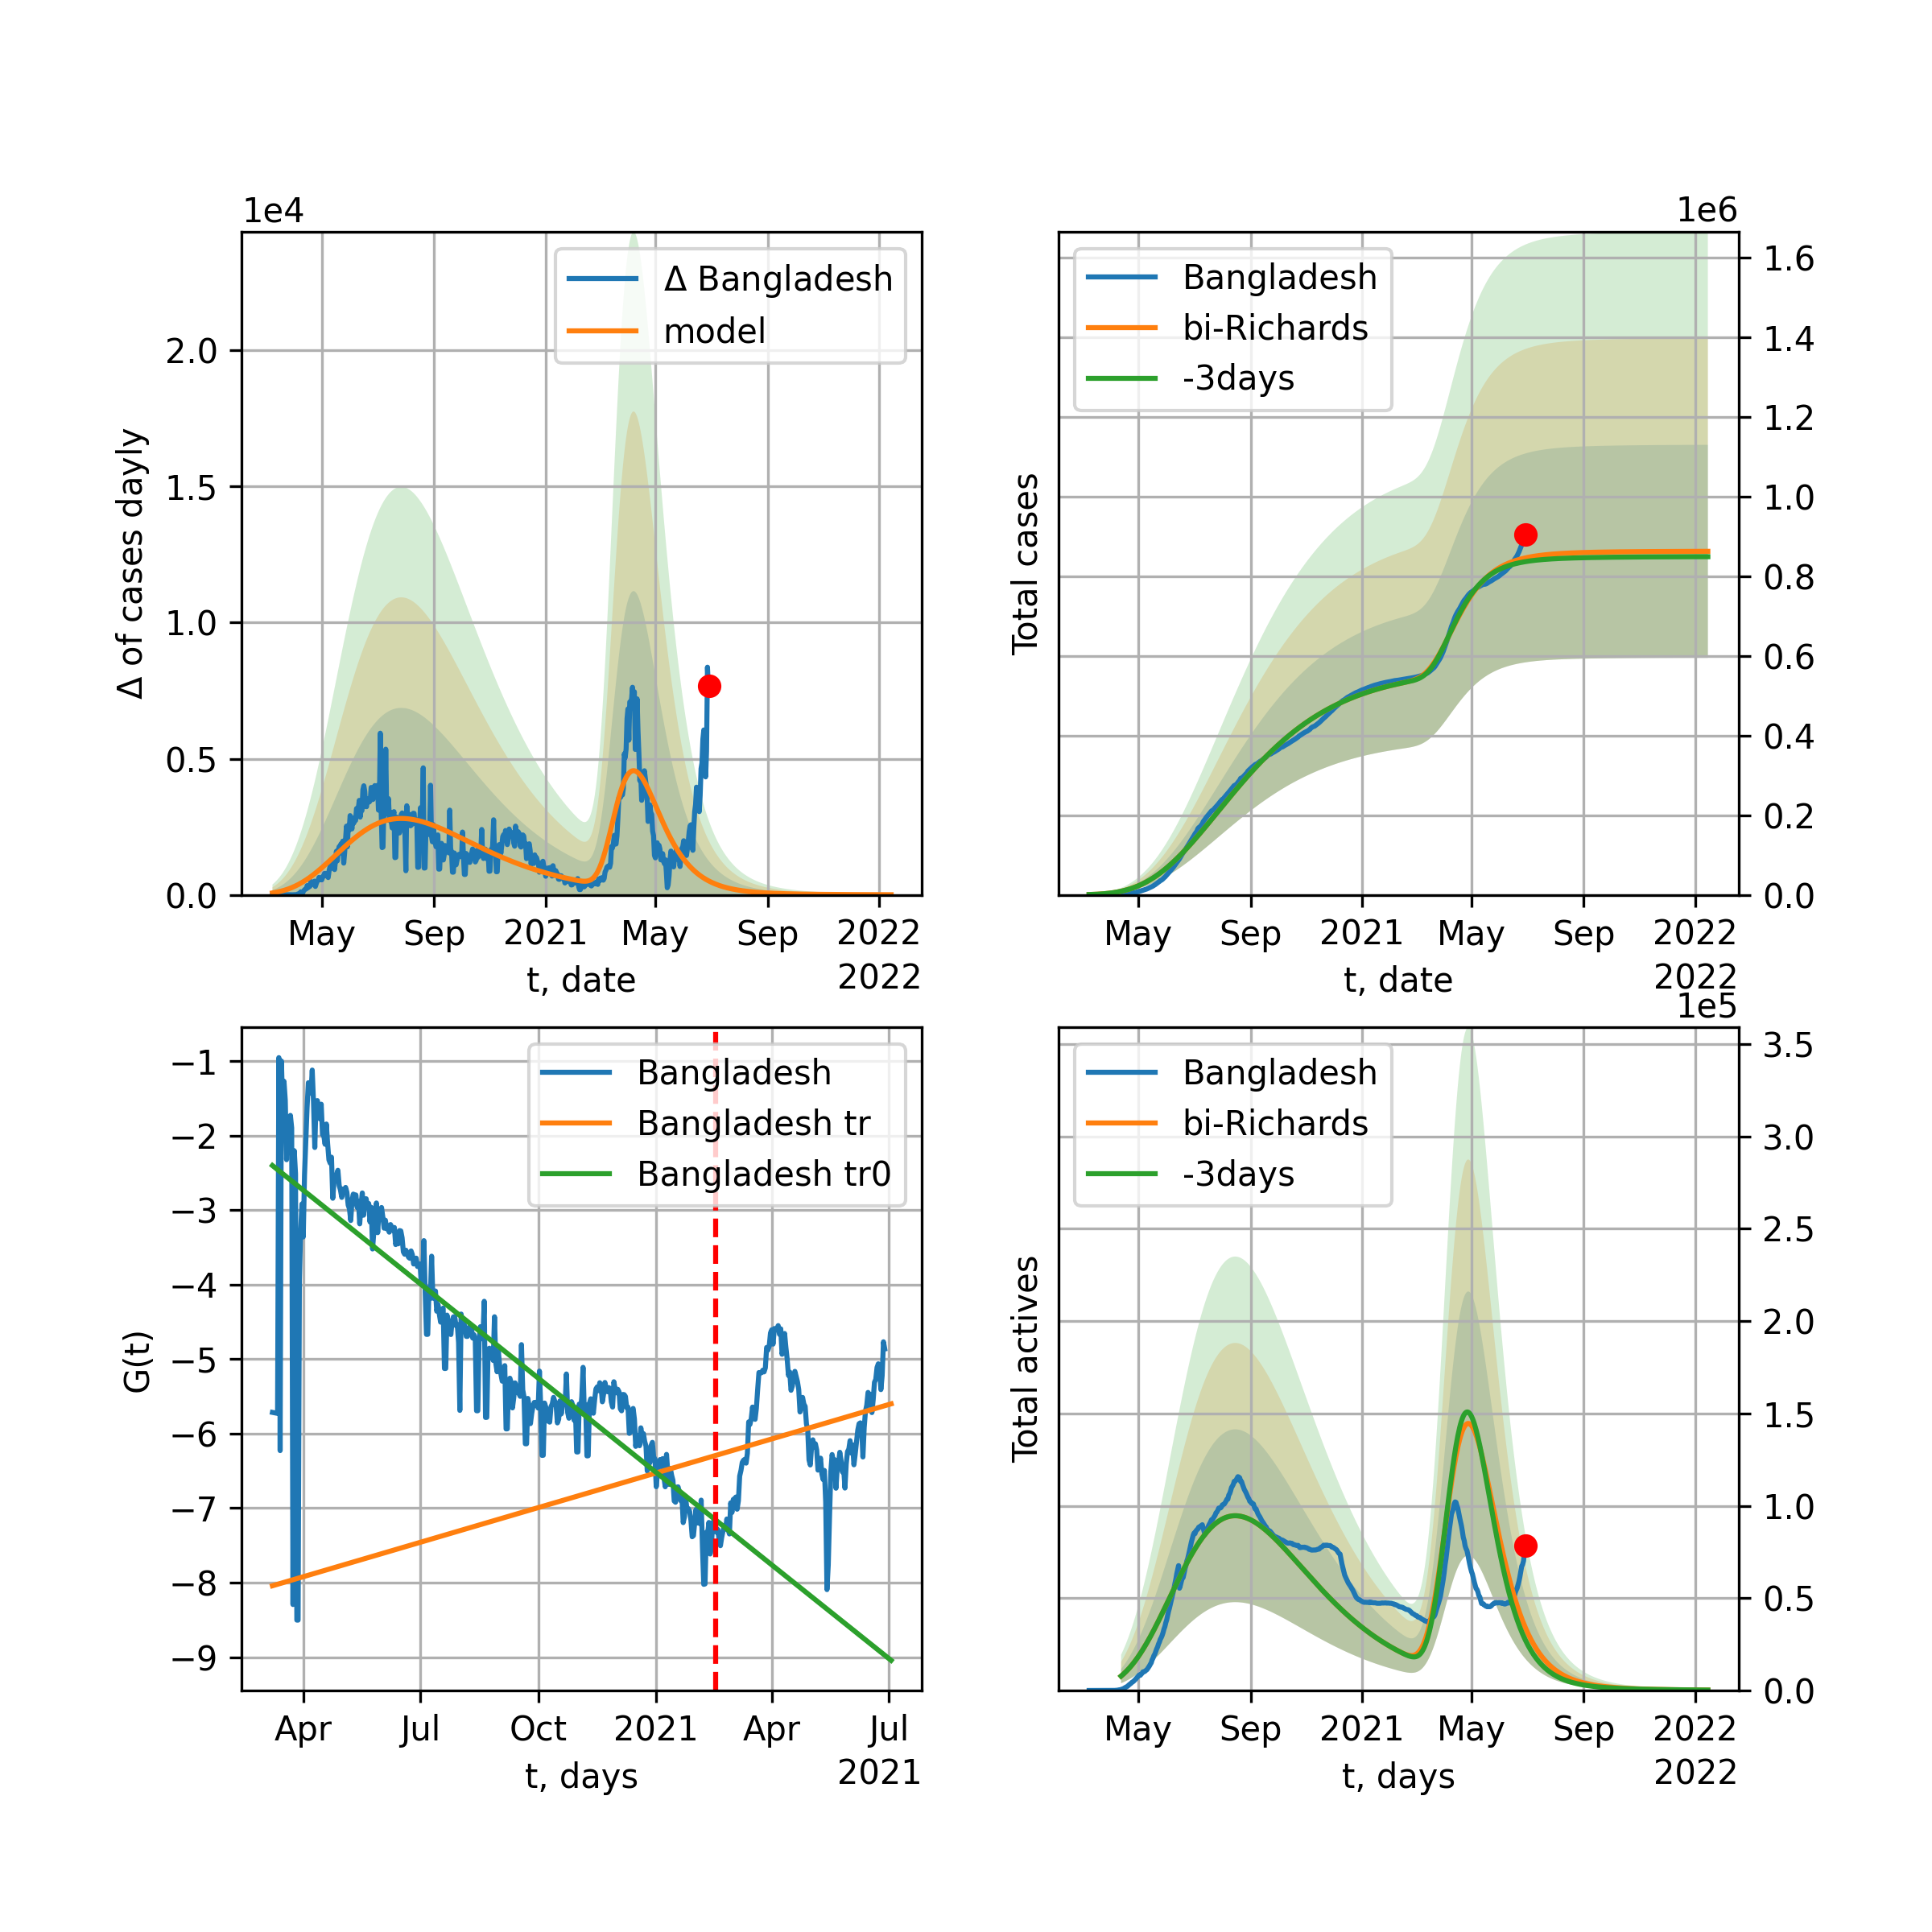 1e4
Δ Bangladesh
model
2.0
1.5
1.0
0.5
0.0
Δ of cases dayly
May Sep 2021 May Sep 2022
t, date 2022
1e6
Bangladesh
bi-Richards
-3days
1.6
1.4
1.2
1.0
0.8
0.6
0.4
0.2
0.0
Total cases
May Sep 2021 May Sep 2022
t, date 2022
Bangladesh
Bangladesh tr
Bangladesh tr0
−1
−2
−3
−4
−5
−6
−7
−8
−9
G(t)
Apr Jul Oct 2021 Apr Jul
t, days 2021
1e5
Bangladesh
bi-Richards
-3days
3.5
3.0
2.5
2.0
1.5
1.0
0.5
0.0
Total actives
May Sep 2021 May Sep 2022
t, days 2022